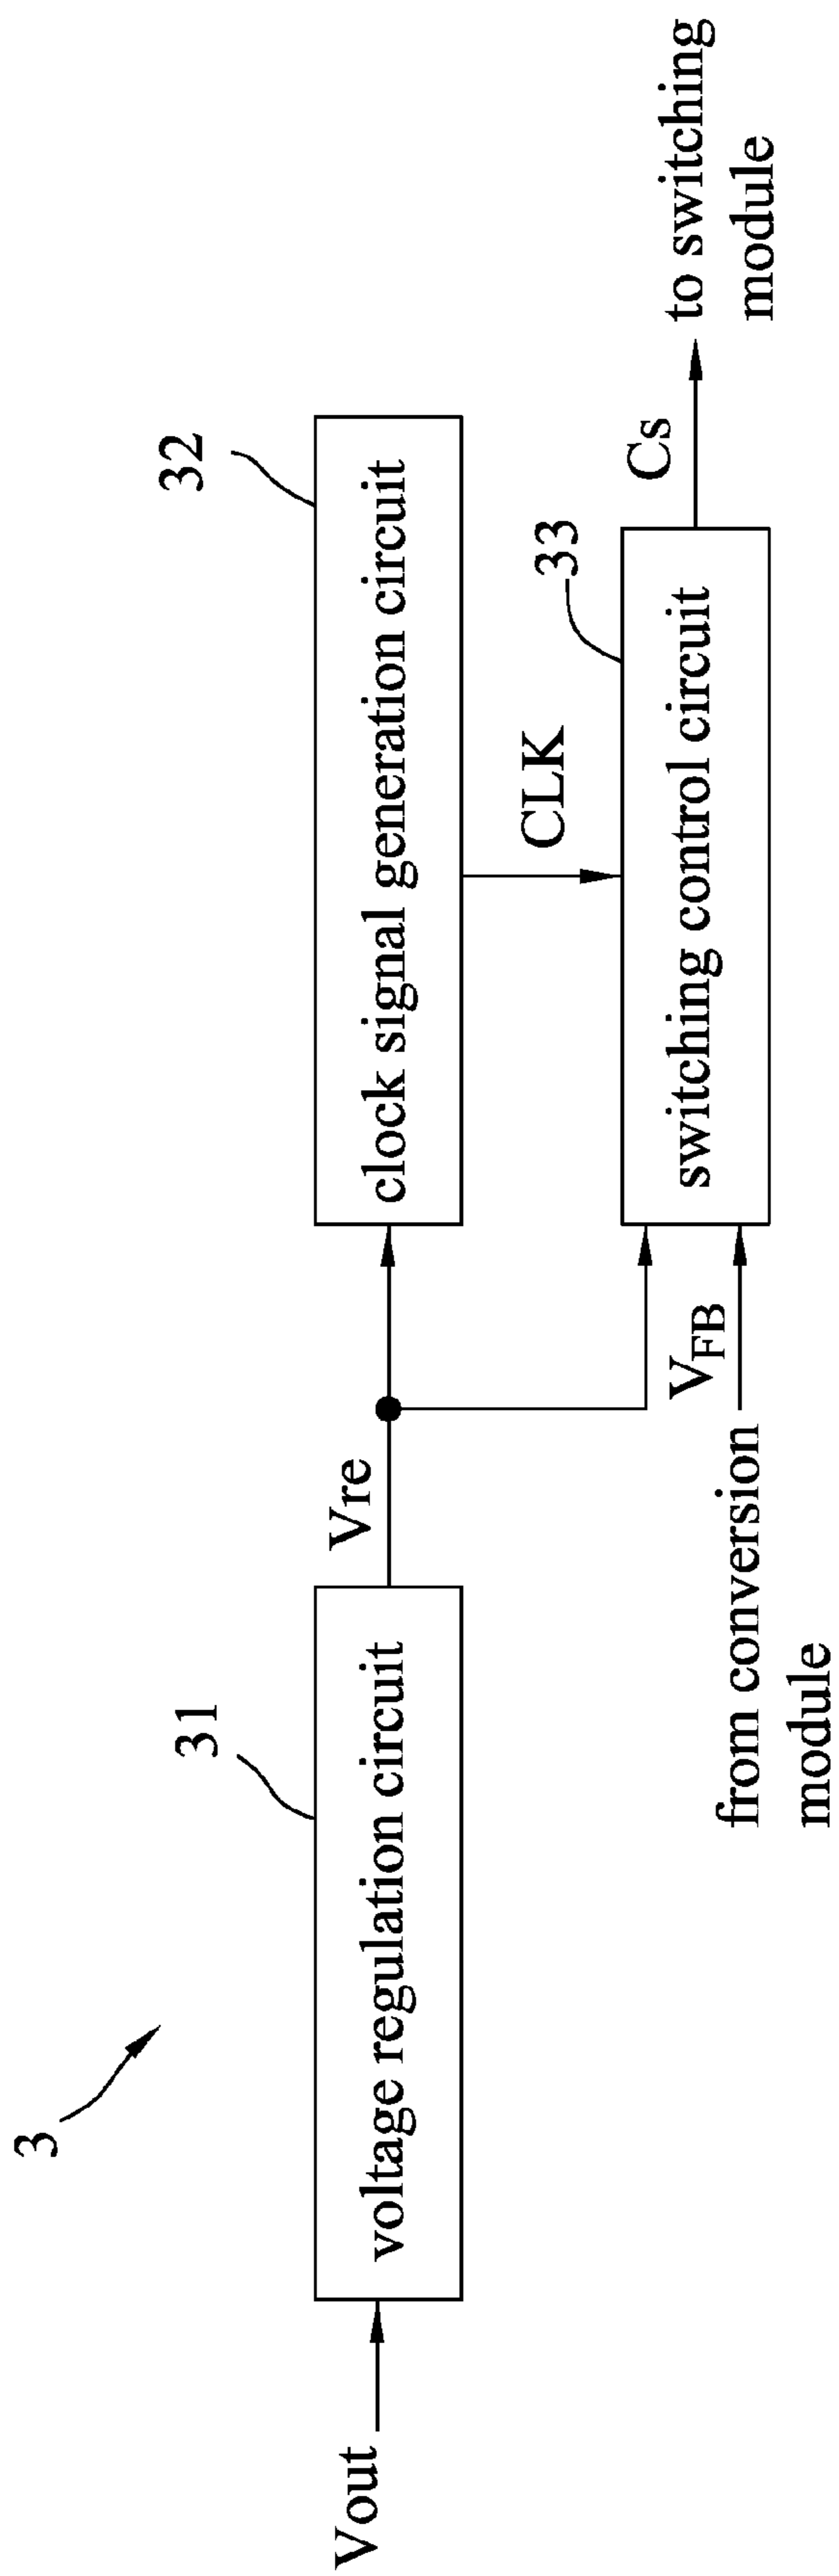 3
32
31
33
clock signal generation circuit
voltage regulation circuit
Vre
Vout
CLK
Cs
to switching
module
switching control circuit
VFB
from conversion
module